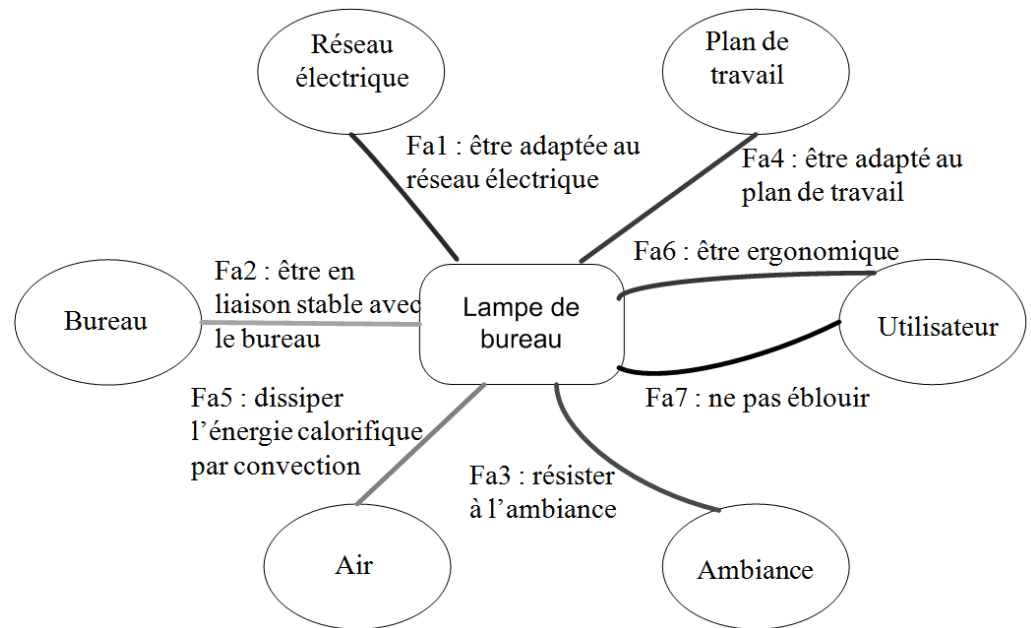 Réseau
électrique
Plan de
travail
Fa1 : être adaptée au
réseau électrique
Fa4 : être adapté au
plan de travail
Fa6 : être ergonomique
Fa2 : être en
liaison stable avec
le bureau
Bureau
Lampe de
bureau
Utilisateur
Fa5 : dissiper
l’énergie calorifique
par convection
Fa7 : ne pas éblouir
Fa3 : résister
à l’ambiance
Air
Ambiance